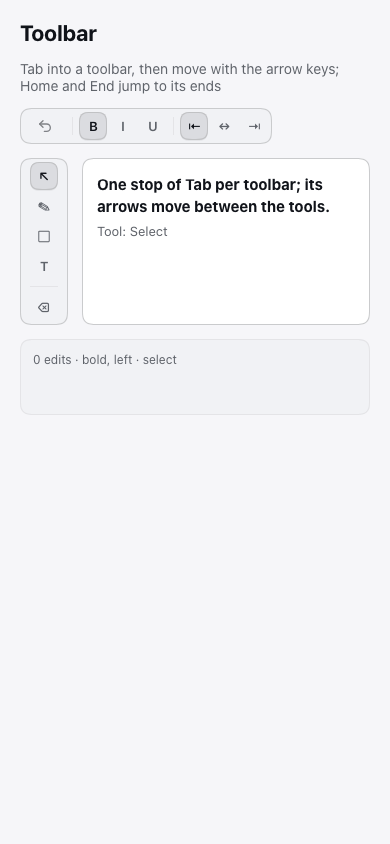 Toolbar
Tab into a toolbar, then move with the arrow keys;
Home and End jump to its ends
B I U
One stop of Tab per toolbar; its
arrows move between the tools.
Tool: Select
T
0 edits · bold, left · select